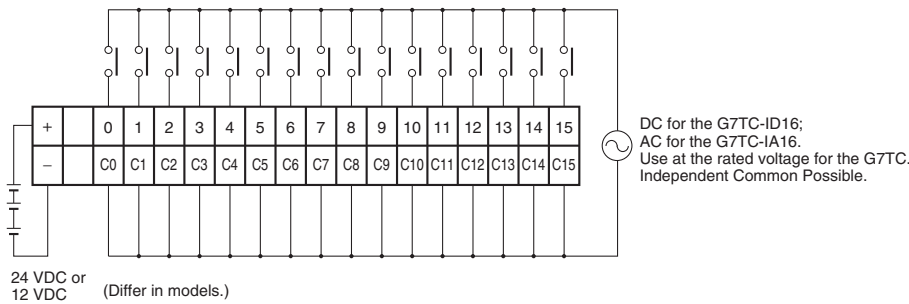 + 0 1 2 3 4 5 6 7 8 9 10 11 12 13 14 15
− C0 C1 C2 C3 C4 C5 C6 C7 C8 C9 C10 C11 C12 C13 C14 C15
DC for the G7TC-ID16;
AC for the G7TC-IA16.
Use at the rated voltage for the G7TC.
Independent Common Possible.
24 VDC or
12 VDC
(Differ in models.)